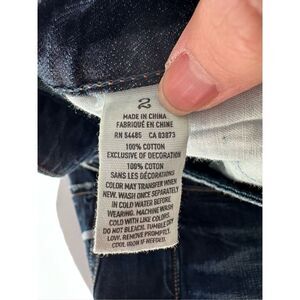 2
MADE IN CHINA
FABRIQUÉ EN CHINE
RN 54485 CA 03873
100% COTTON
EXCLUSIVE OF DECORATION
100% COTON
SANS LES DÉCORATIONS
COLOR MAY TRANSFER WHEN
NEW. WASH ONCE SEPARATELY
IN COLD WATER BEFORE
WEARING. MACHINE WASH
COLD WITH LIKE COLORS.
DO NOT BLEACH. TUMBLE DRY
LOW. REMOVE PROMPTLY.
COOL IRON IF NEEDED.